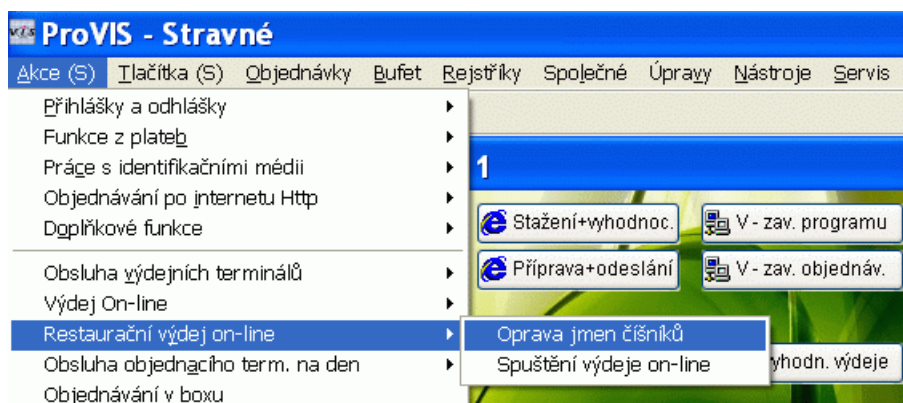 VIS ProVIS - Stravné
Akce (S) Tlačítka (S) Objednávky Bufet Rejstříky Společné Úpravy Nástroje Servis
Přihlášky a odhlášky
Funkce z plateb
Práce s identifikačními médii
1
Objednávání po internetu Http
Stažení+vyhodnoc. V - zav. programu
Doplňkové funkce
Obsluha výdejních terminálů
Příprava+odeslání V - zav. objednáv.
Výdej On-line
Restaurační výdej on-line
Oprava jmen číšníků
Obsluha objednacího term. na den
Spuštění výdeje on-line
výdeje
Objednávání v boxu